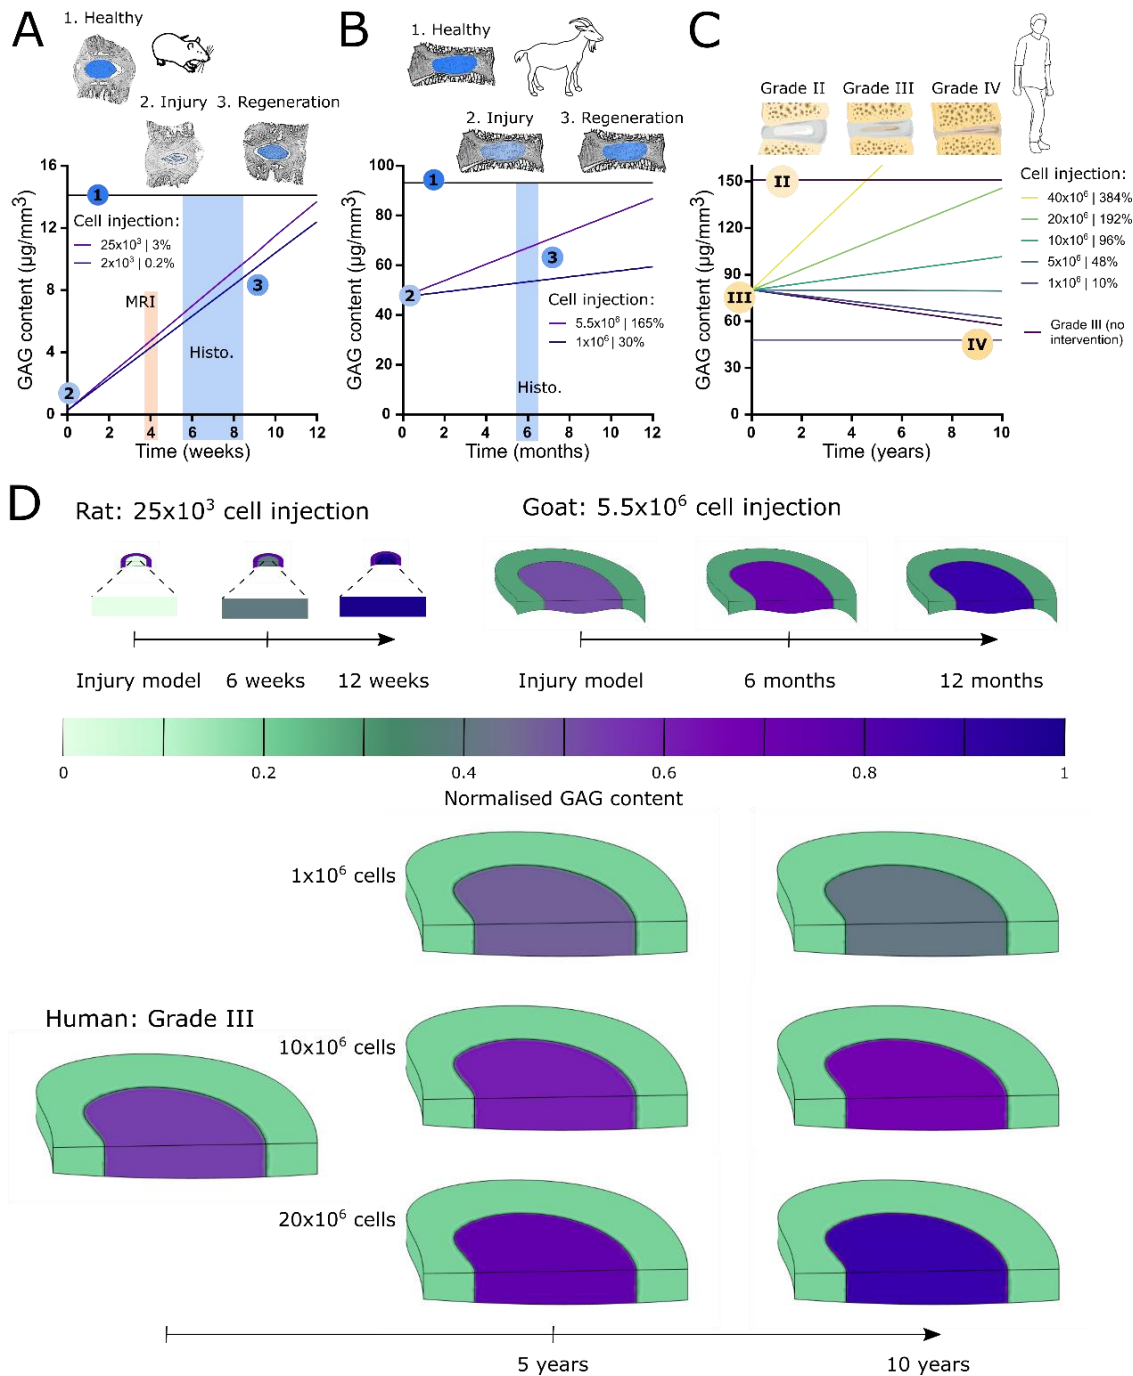 A
1. Healthy
2. Injury
3. Regeneration
GAG content (µg/mm³)
16
12
8
4
0
1
Cell injection:
25x10³ | 3%
2x10³ | 0.2%
MRI
3
Histo.
2
0 2 4 6 8 10 12
Time (weeks)
B
1. Healthy
2. Injury
3. Regeneration
GAG content (µg/mm³)
100
80
60
40
20
0
1
3
2
Cell injection:
5.5x10⁶ | 165%
1x10⁶ | 30%
Histo.
0 2 4 6 8 10 12
Time (months)
C
Grade II
Grade III
Grade IV
GAG content (µg/mm³)
150
90
60
30
0
II
III
IV
Cell injection:
40x10⁶ | 384%
20x10⁶ | 192%
10x10⁶ | 96%
5x10⁶ | 48%
1x10⁶ | 10%
Grade III (no
intervention)
0 2 4 6 8 10
Time (years)
D
Rat: 25x10³ cell injection
Injury model
6 weeks
12 weeks
Goat: 5.5x10⁶ cell injection
Injury model
6 months
12 months
0 0.2 0.4 0.6 0.8 1
Normalised GAG content
1x10⁶ cells
Human: Grade III
10x10⁶ cells
20x10⁶ cells
5 years
10 years